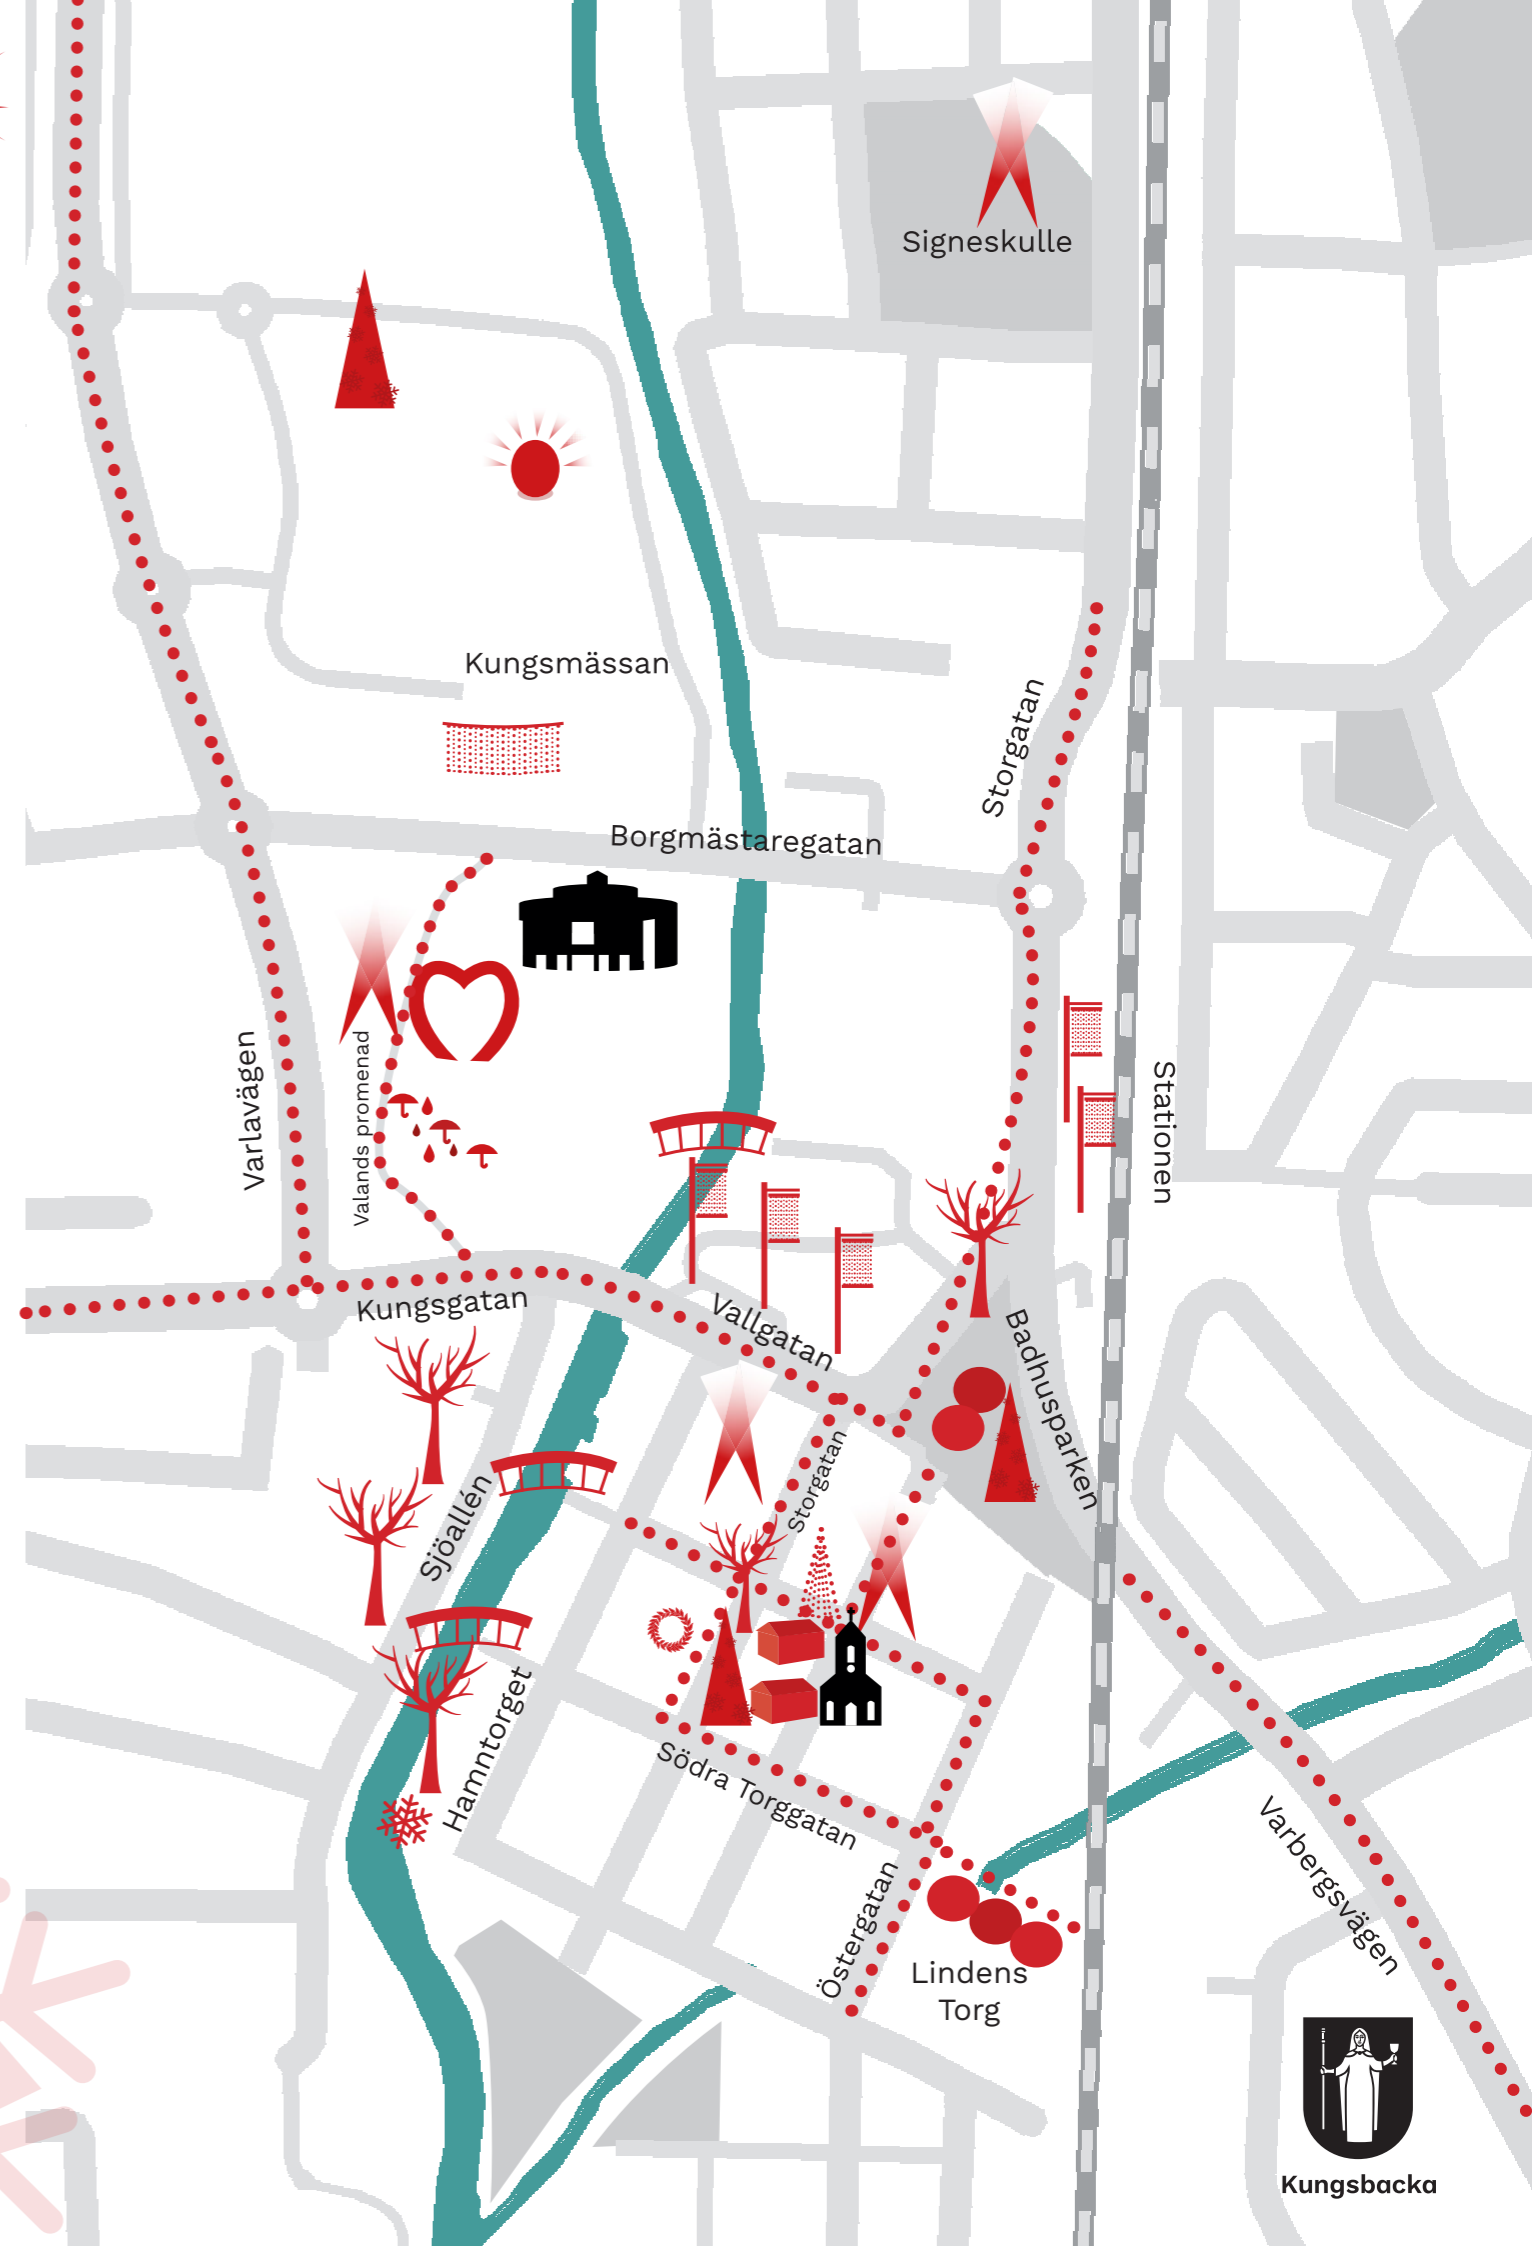 Signeskulle
Kungsmässan
Storgatan
Borgmästaregatan
Varlavägen
Valands promenad
Stationen
Kungsgatan
Vallgatan
Badhusparken
Storgatan
Sjöallén
Hamntorget
Södra Torggatan
Varbergsvägen
Östergatan
Lindens
Torg
Kungsbacka